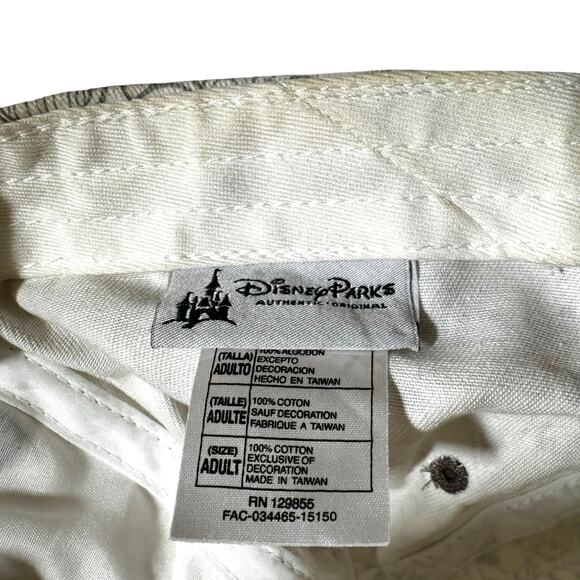 Disney Parks
AUTHENTIC · ORIGINAL
(TALLA) 100% ALGODON
ADULTO EXCEPTO
DECORACION
HECHO EN TAIWAN
(TAILLE) 100% COTON
ADULTE SAUF DECORATION
FABRIQUE A TAIWAN
(SIZE) 100% COTTON
ADULT EXCLUSIVE OF
DECORATION
MADE IN TAIWAN
RN 129855
FAC-034465-15150